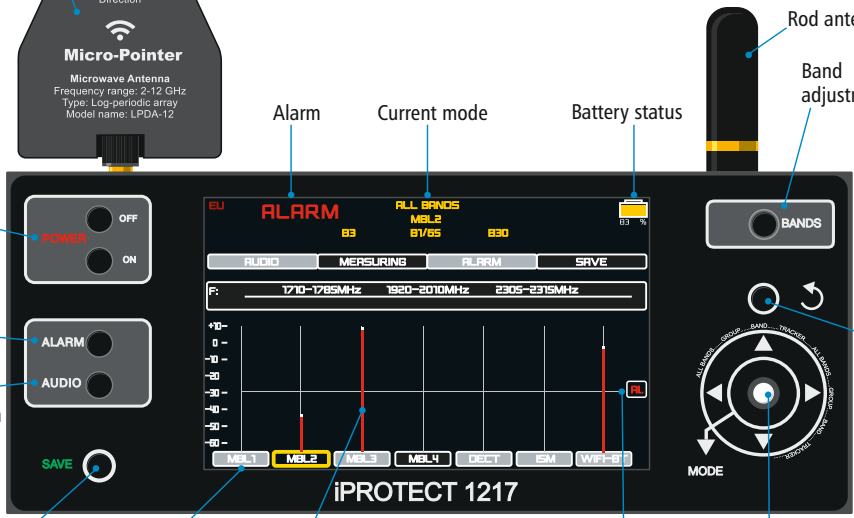 Direction
Micro-Pointer
Microwave Antenna
Frequency range: 2-12 GHz
Type: Log-periodic array
Model name: LPDA-12
Alarm
Current mode
Battery status
Rod
Band
EU
ALARM
ALL BANDS
MBL2
B3 B1/65 B30
83 %
AUDIO MEASURING ALARM SAVE
F: 1710-1785MHz 1920-2010MHz 2305-2315MHz
+10
0
-10
-20
-30
-40
-50
-60
AL
MBL1 MBL2 MBL3 MBL4 DECT ISM WIFI-BT
iPROTECT 1217
POWER
OFF
ON
ALARM
AUDIO
SAVE
BANDS
ALL BANDS......GROUP......BAND......TRACKER......ALL BANDS......GROUP......BAND......TRACKER
MODE